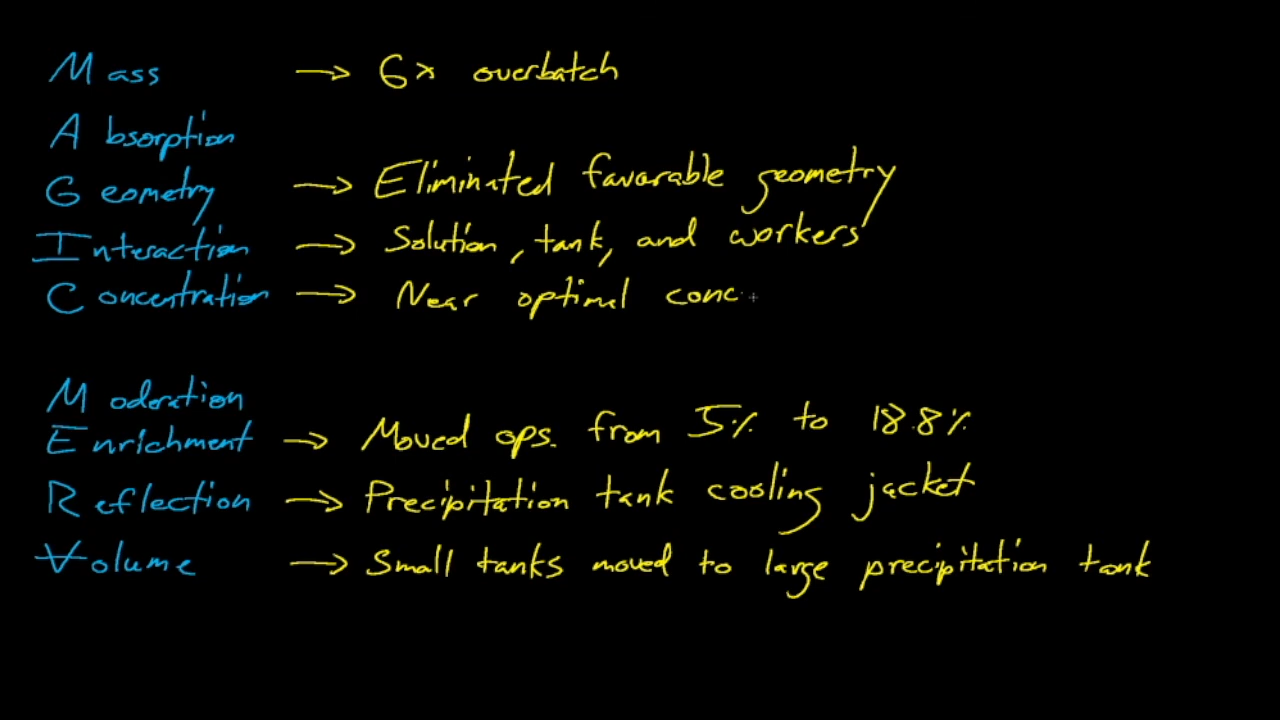 Mass → 6x overbatch
Absorption
Geometry → Eliminated favorable geometry
Interaction → Solution, tank, and workers
Concentration → Near optimal conc
Moderation
Enrichment → Moved ops. from 5% to 18.8%
Reflection → Precipitation tank cooling jacket
Volume → Small tanks moved to large precipitation tank